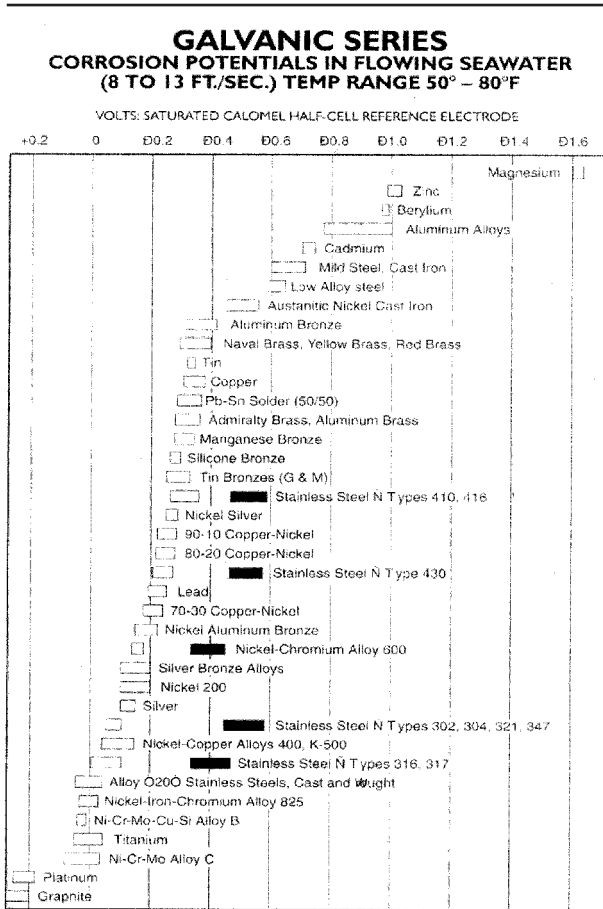 GALVANIC SERIES
CORROSION POTENTIALS IN FLOWING SEAWATER
(8 TO 13 FT./SEC.) TEMP RANGE 50° – 80°F
VOLTS: SATURATED CALOMEL HALF-CELL REFERENCE ELECTRODE
+0.2 0 Ð0.2 Ð0.4 Ð0.6 Ð0.8 Ð1.0 Ð1.2 Ð1.4 Ð1.6
Magnesium
Zinc
Berylium
Aluminum Alloys
Cadmium
Mild Steel, Cast Iron
Low Alloy steel
Austanitic Nickel Cast Iron
Aluminum Bronze
Naval Brass, Yellow Brass, Red Brass
Tin
Copper
Pb-Sn Solder (50/50)
Admiralty Brass, Aluminum Brass
Manganese Bronze
Silicone Bronze
Tin Bronzes (G & M)
Stainless Steel Ñ Types 410, 416
Nickel Silver
90-10 Copper-Nickel
80-20 Copper-Nickel
Stainless Steel Ñ Type 430
Lead
70-30 Copper-Nickel
Nickel Aluminum Bronze
Nickel-Chromium Alloy 600
Silver Bronze Alloys
Nickel 200
Silver
Stainless Steel Ñ Types 302, 304, 321, 347
Nickel-Copper Alloys 400, K-500
Stainless Steel Ñ Types 316, 317
Alloy Ò20Ó Stainless Steels, Cast and Wught
Nickel-Iron-Chromium Alloy 825
Ni-Cr-Mo-Cu-Si Alloy B
Titanium
Ni-Cr-Mo Alloy C
Platinum
Graphite